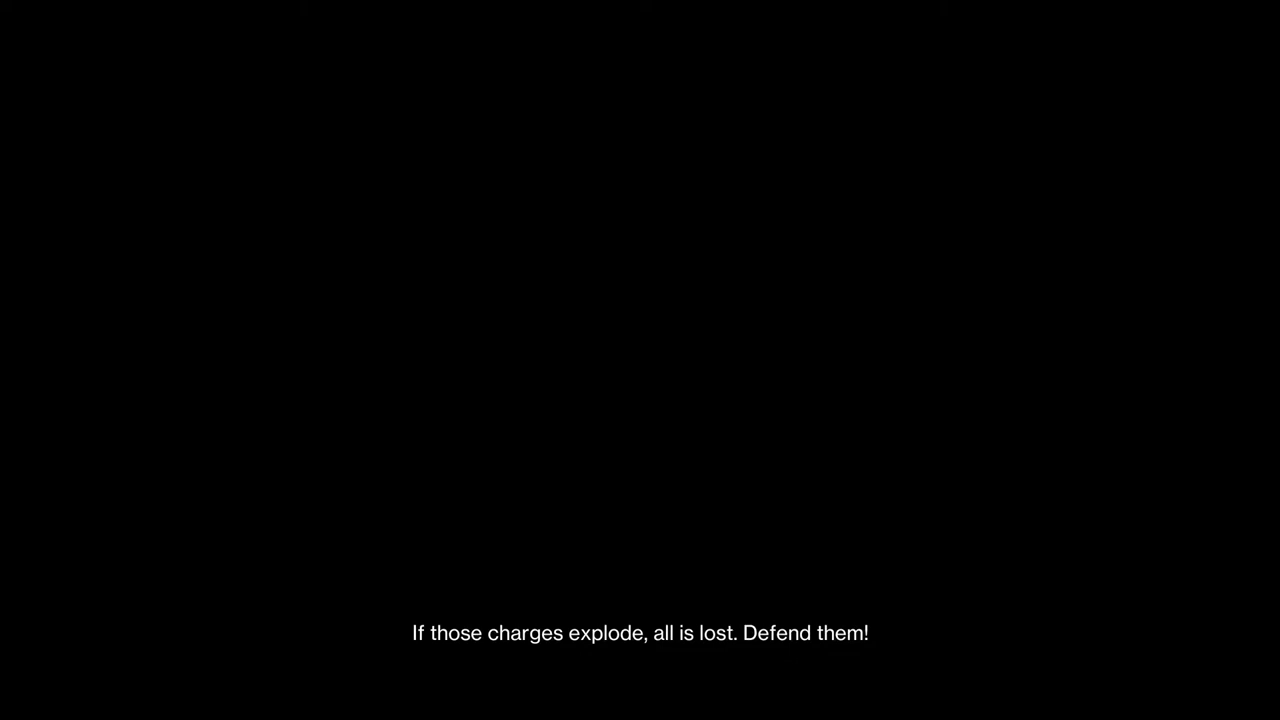 If those charges explode, all is lost. Defend them!